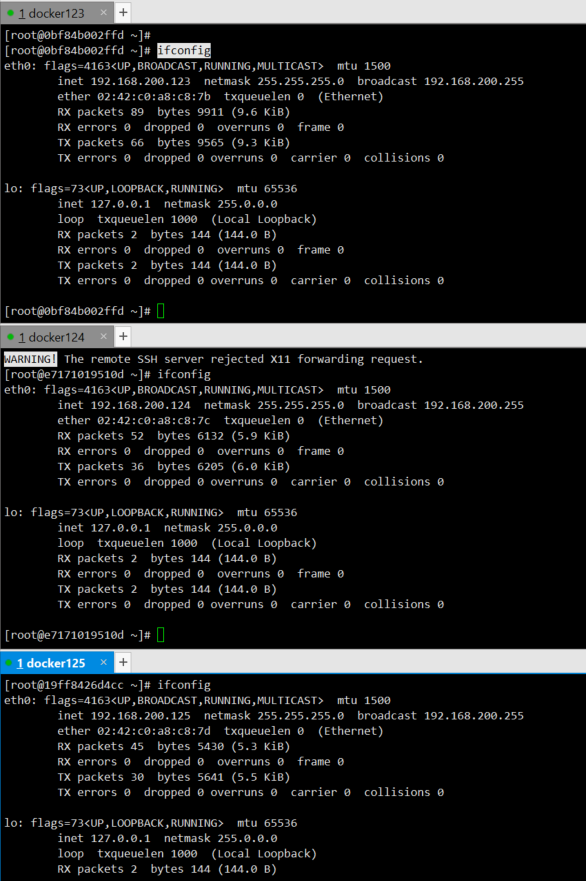 1 docker123 × +
[root@0bf84b002ffd ~]#
[root@0bf84b002ffd ~]# ifconfig
eth0: flags=4163<UP,BROADCAST,RUNNING,MULTICAST>  mtu 1500
        inet 192.168.200.123  netmask 255.255.255.0  broadcast 192.168.200.255
        ether 02:42:c0:a8:c8:7b  txqueuelen 0  (Ethernet)
        RX packets 89  bytes 9911 (9.6 KiB)
        RX errors 0  dropped 0  overruns 0  frame 0
        TX packets 66  bytes 9565 (9.3 KiB)
        TX errors 0  dropped 0 overruns 0  carrier 0  collisions 0

lo: flags=73<UP,LOOPBACK,RUNNING>  mtu 65536
        inet 127.0.0.1  netmask 255.0.0.0
        loop  txqueuelen 1000  (Local Loopback)
        RX packets 2  bytes 144 (144.0 B)
        RX errors 0  dropped 0  overruns 0  frame 0
        TX packets 2  bytes 144 (144.0 B)
        TX errors 0  dropped 0 overruns 0  carrier 0  collisions 0

[root@0bf84b002ffd ~]#
1 docker124 × +
WARNING! The remote SSH server rejected X11 forwarding request.
[root@e7171019510d ~]# ifconfig
eth0: flags=4163<UP,BROADCAST,RUNNING,MULTICAST>  mtu 1500
        inet 192.168.200.124  netmask 255.255.255.0  broadcast 192.168.200.255
        ether 02:42:c0:a8:c8:7c  txqueuelen 0  (Ethernet)
        RX packets 52  bytes 6132 (5.9 KiB)
        RX errors 0  dropped 0  overruns 0  frame 0
        TX packets 36  bytes 6205 (6.0 KiB)
        TX errors 0  dropped 0 overruns 0  carrier 0  collisions 0

lo: flags=73<UP,LOOPBACK,RUNNING>  mtu 65536
        inet 127.0.0.1  netmask 255.0.0.0
        loop  txqueuelen 1000  (Local Loopback)
        RX packets 2  bytes 144 (144.0 B)
        RX errors 0  dropped 0  overruns 0  frame 0
        TX packets 2  bytes 144 (144.0 B)
        TX errors 0  dropped 0 overruns 0  carrier 0  collisions 0

[root@e7171019510d ~]#
1 docker125 × +
[root@19ff8426d4cc ~]# ifconfig
eth0: flags=4163<UP,BROADCAST,RUNNING,MULTICAST>  mtu 1500
        inet 192.168.200.125  netmask 255.255.255.0  broadcast 192.168.200.255
        ether 02:42:c0:a8:c8:7d  txqueuelen 0  (Ethernet)
        RX packets 45  bytes 5430 (5.3 KiB)
        RX errors 0  dropped 0  overruns 0  frame 0
        TX packets 30  bytes 5641 (5.5 KiB)
        TX errors 0  dropped 0 overruns 0  carrier 0  collisions 0

lo: flags=73<UP,LOOPBACK,RUNNING>  mtu 65536
        inet 127.0.0.1  netmask 255.0.0.0
        loop  txqueuelen 1000  (Local Loopback)
        RX packets 2  bytes 144 (144.0 B)